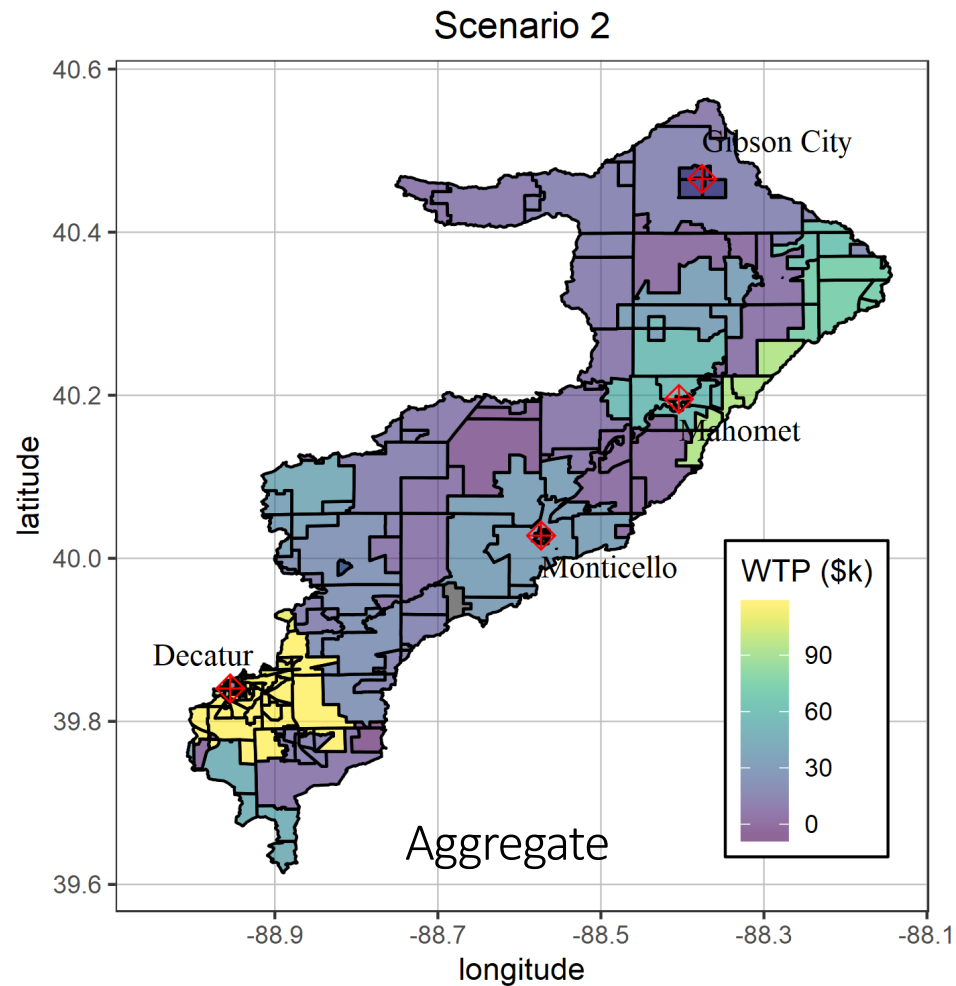 Scenario 2
40.6
Gibson City
40.4
40.2
Mahomet
latitude
40.0
Monticello
WTP ($k)
90
60
30
0
Decatur
39.8
Aggregate
39.6
-88.9
-88.7
-88.5
-88.3
-88.1
longitude